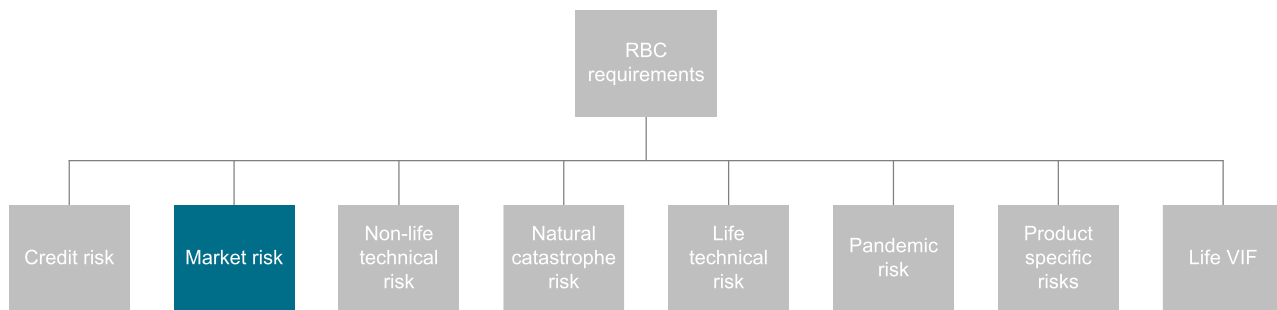 RBC
requirements
Credit risk
Market risk
Non-life
technical
risk
Natural
catastrophe
risk
Life
technical
risk
Pandemic
risk
Product
specific
risks
Life VIF